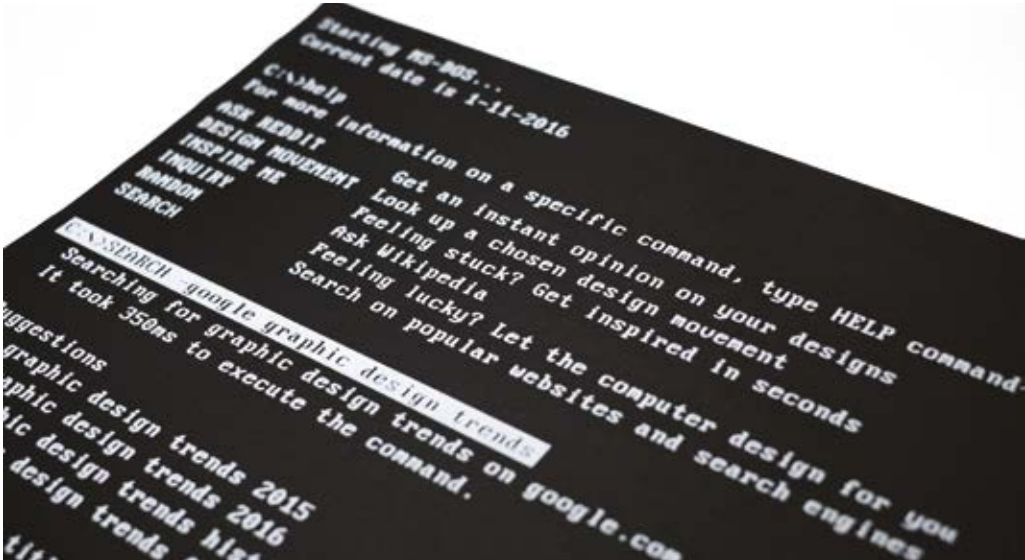 Starting MS-DOS...
Current date is 1-11-2016
C:\>help
For more information on a specific command, type HELP command-
ASK REDDIT Get an instant opinion on your designs
DESIGN MOVEMENT Look up a chosen design movement
INSPIRE ME Feeling stuck? Get inspired in seconds
INQUIRY Ask Wikipedia
RANDOM Feeling lucky? Let the computer design for you
SEARCH Search on popular websites and search engines
C:\>SEARCH -google graphic design trends
Searching for graphic design trends on google.com
It took 350ms to execute the command.
uggestions
graphic design trends 2015
aphic design trends 2016
hic design trends hist
design trends